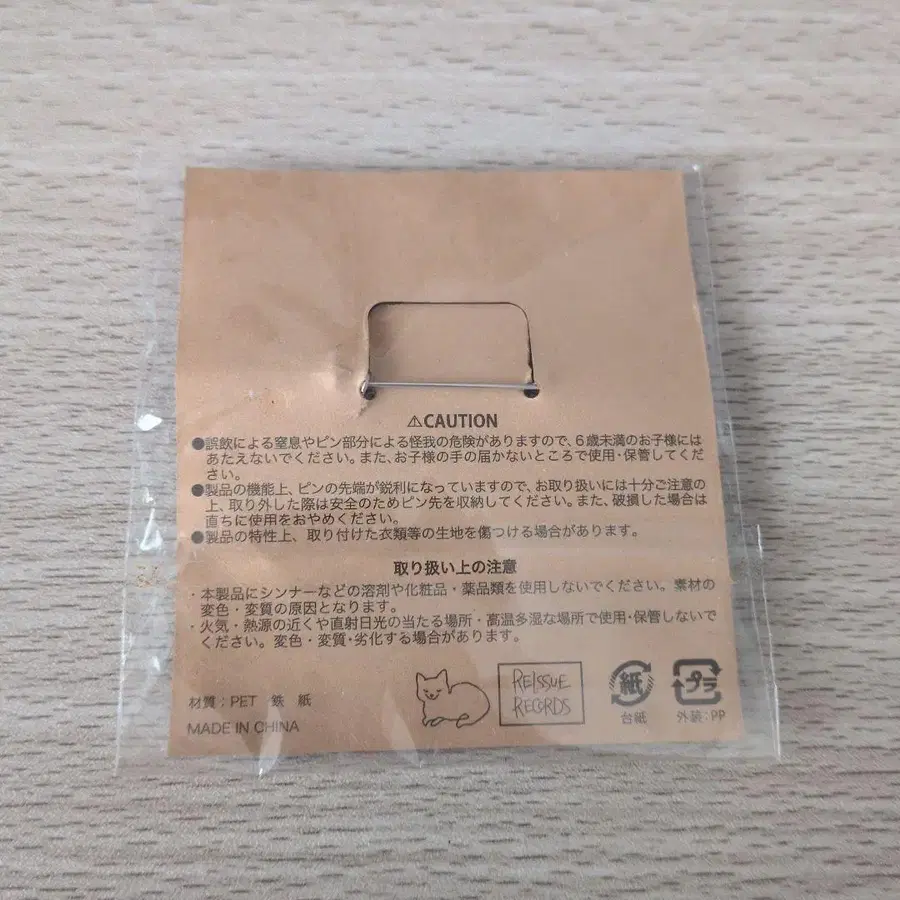 ⚠CAUTION
●誤飲による窒息やピン部分による怪我の危険がありますので、6歳未満のお子様には
あたえないでください。また、お子様の手の届かないところで使用・保管してくだ
さい。
●製品の機能上、ピンの先端が鋭利になっていますので、お取り扱いには十分ご注意の
上、取り外した際は安全のためピン先を収納してください。また、破損した場合は
直ちに使用をおやめください。
●製品の特性上、取り付けた衣類等の生地を傷つける場合があります。
取り扱い上の注意
・本製品にシンナーなどの溶剤や化粧品・薬品類を使用しないでください。素材の
変色・変質の原因となります。
・火気・熱源の近くや直射日光の当たる場所・高温多湿な場所で使用・保管しないで
ください。変色・変質・劣化する場合があります。
材質：PET 鉄 紙
MADE IN CHINA
REISSUE
RECORDS
紙
台紙
プラ
外装：PP